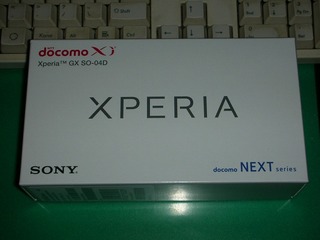 docomo Xi
Xperia™ GX SO-04D
XPERIA
SONY
docomo NEXT series